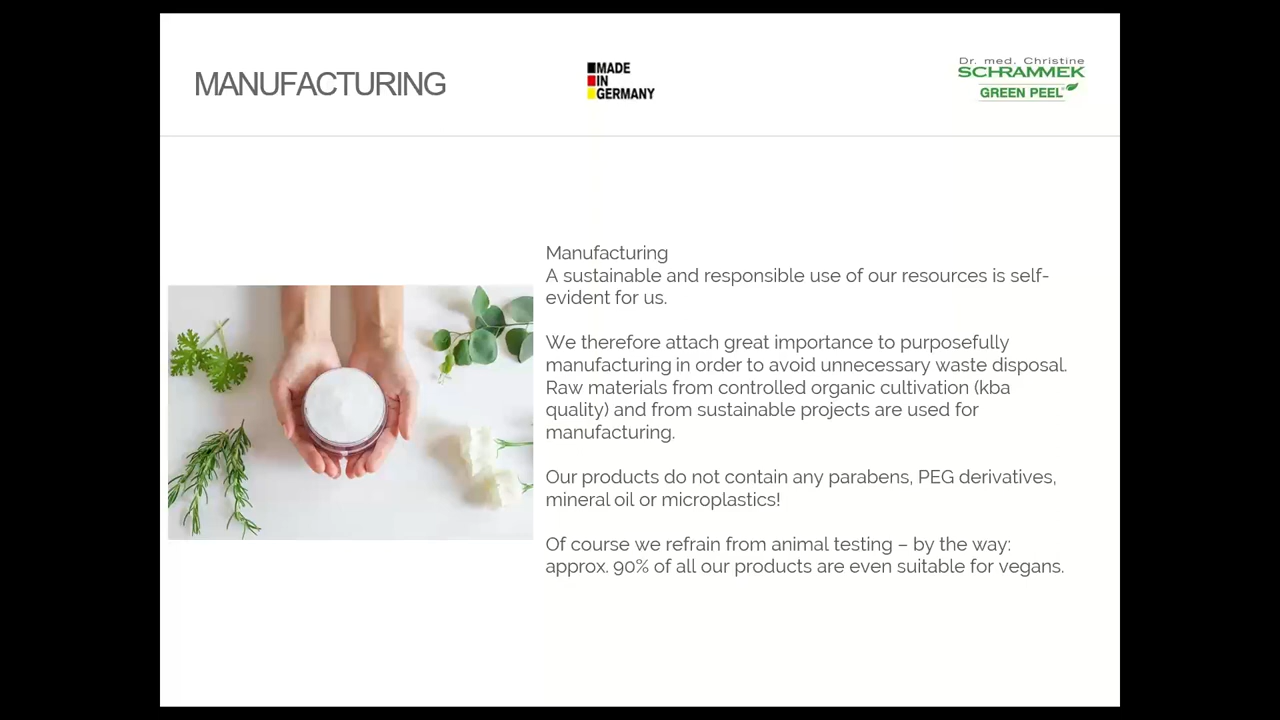 MANUFACTURING
MADE
IN
GERMANY
Dr. med. Christine
SCHRAMMEK
GREEN PEEL®
Manufacturing
A sustainable and responsible use of our resources is self-
evident for us.
We therefore attach great importance to purposefully
manufacturing in order to avoid unnecessary waste disposal.
Raw materials from controlled organic cultivation (kba
quality) and from sustainable projects are used for
manufacturing.
Our products do not contain any parabens, PEG derivatives,
mineral oil or microplastics!
Of course we refrain from animal testing – by the way:
approx. 90% of all our products are even suitable for vegans.